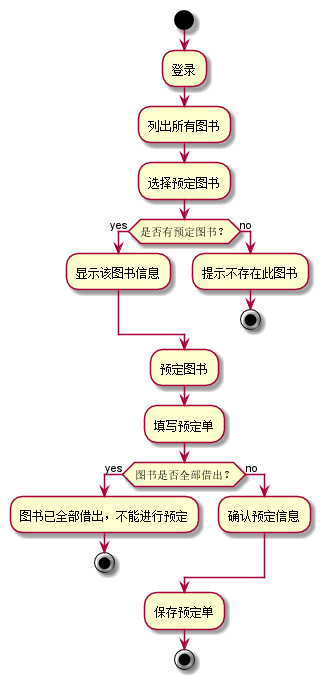 登录
列出所有图书
选择预定图书
yes
是否有预定图书？
no
显示该图书信息
提示不存在此图书
预定图书
填写预定单
yes
图书是否全部借出？
no
图书已全部借出，不能进行预定
确认预定信息
保存预定单